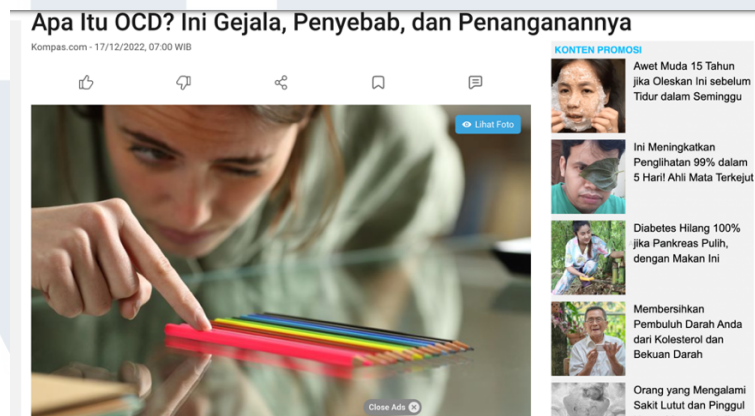 Apa Itu OCD? Ini Gejala, Penyebab, dan Penanganannya
Kompas.com - 17/12/2022, 07:00 WIB
Lihat Foto
Close Ads
KONTEN PROMOSI
Awet Muda 15 Tahun
jika Oleskan Ini sebelum
Tidur dalam Seminggu
Ini Meningkatkan
Penglihatan 99% dalam
5 Hari! Ahli Mata Terkejut
Diabetes Hilang 100%
jika Pankreas Pulih,
dengan Makan Ini
Membersihkan
Pembuluh Darah Anda
dari Kolesterol dan
Bekuan Darah
Orang yang Mengalami
Sakit Lutut dan Pinggul